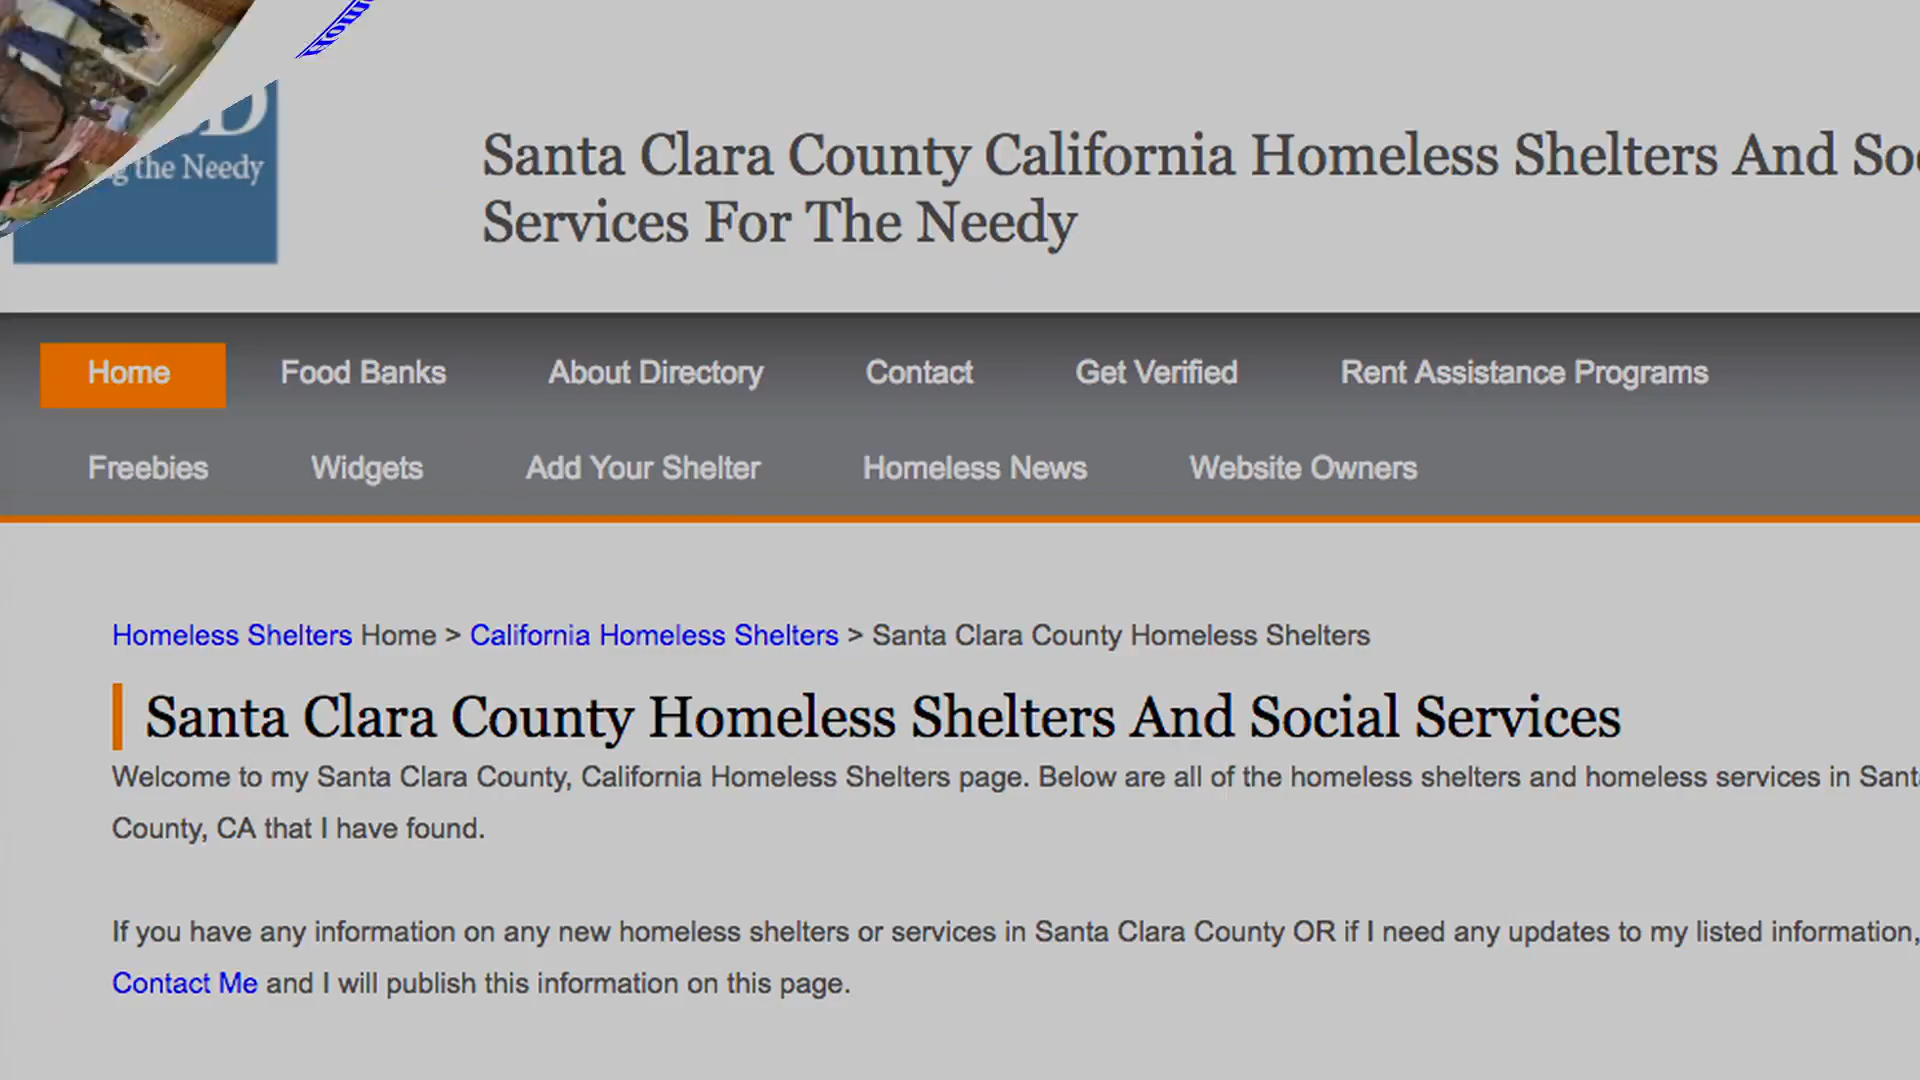 the Needy
Santa Clara County California Homeless Shelters And
Services For The Needy
Home Food Banks About Directory Contact Get Verified Rent Assistance Programs
Freebies Widgets Add Your Shelter Homeless News Website Owners
Homeless Shelters Home > California Homeless Shelters > Santa Clara County Homeless Shelters
Santa Clara County Homeless Shelters And Social Services
Welcome to my Santa Clara County, California Homeless Shelters page. Below are all of the homeless shelters and homeless services in
County, CA that I have found.
If you have any information on any new homeless shelters or services in Santa Clara County OR if I need any updates to my listed information,
Contact Me and I will publish this information on this page.